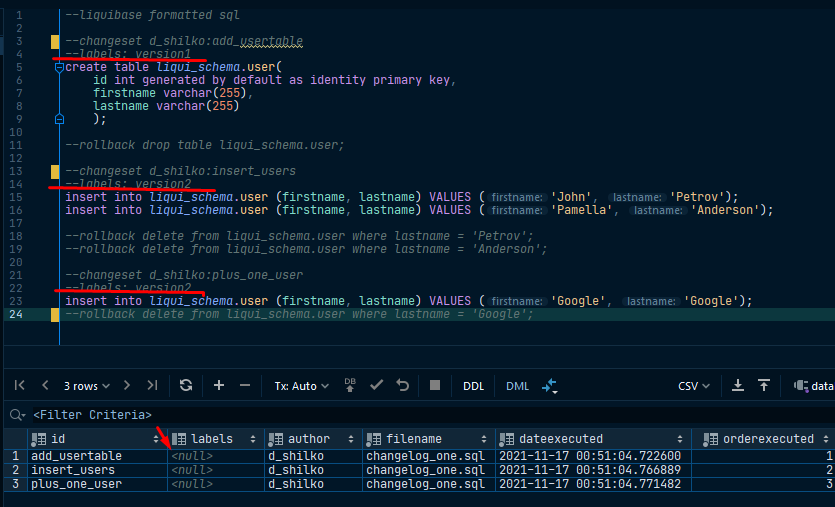 1 --liquibase formatted sql
2
3 --changeset d_shilko:add_usertable
4 --labels: version1
5 create table liqui_schema.user(
6 id int generated by default as identity primary key,
7 firstname varchar(255),
8 lastname varchar(255)
9 );
10
11 --rollback drop table liqui_schema.user;
12
13 --changeset d_shilko:insert_users
14 --labels: version2
15 insert into liqui_schema.user (firstname, lastname) VALUES ( firstname: 'John', lastname: 'Petrov');
16 insert into liqui_schema.user (firstname, lastname) VALUES ( firstname: 'Pamella', lastname: 'Anderson');
17
18 --rollback delete from liqui_schema.user where lastname = 'Petrov';
19 --rollback delete from liqui_schema.user where lastname = 'Anderson';
20
21 --changeset d_shilko:plus_one_user
22 --labels: version2
23 insert into liqui_schema.user (firstname, lastname) VALUES ( firstname: 'Google', lastname: 'Google');
24 --rollback delete from liqui_schema.user where lastname = 'Google';
3 rows Tx: Auto DB DDL DML CSV data
<Filter Criteria>
id labels author filename dateexecuted orderexecuted
1 add_usertable <null> d_shilko changelog_one.sql 2021-11-17 00:51:04.722600 1
2 insert_users <null> d_shilko changelog_one.sql 2021-11-17 00:51:04.766889 2
3 plus_one_user <null> d_shilko changelog_one.sql 2021-11-17 00:51:04.771482 3